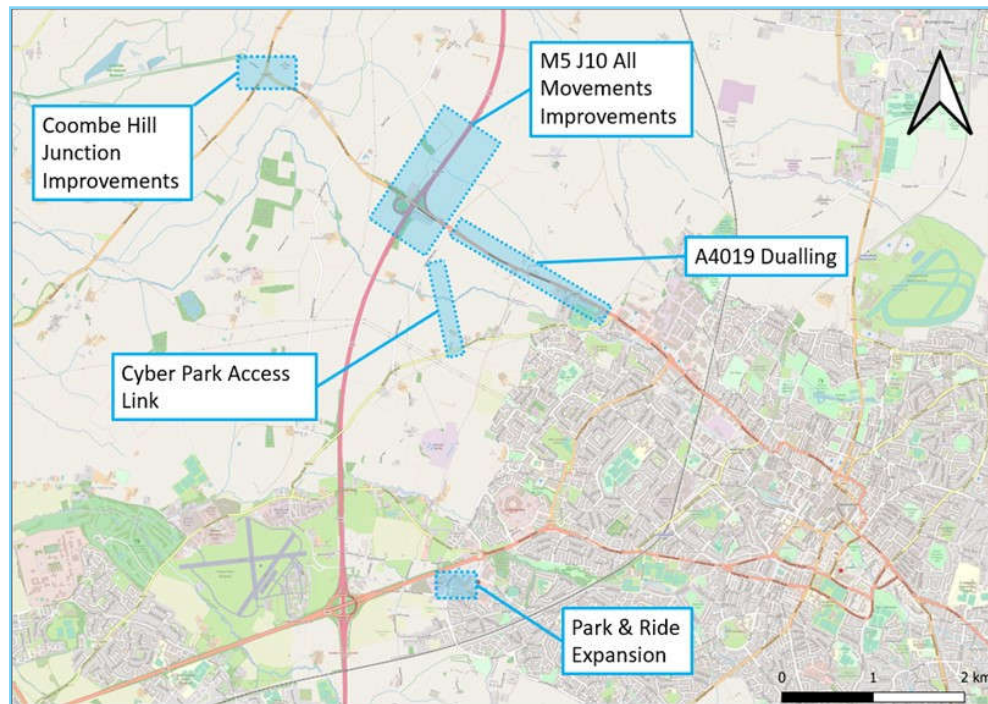 Coombe Hill
Junction
Improvements
M5 J10 All
Movements
Improvements
A4019 Dualling
Cyber Park Access
Link
Park & Ride
Expansion
0 1 2 km